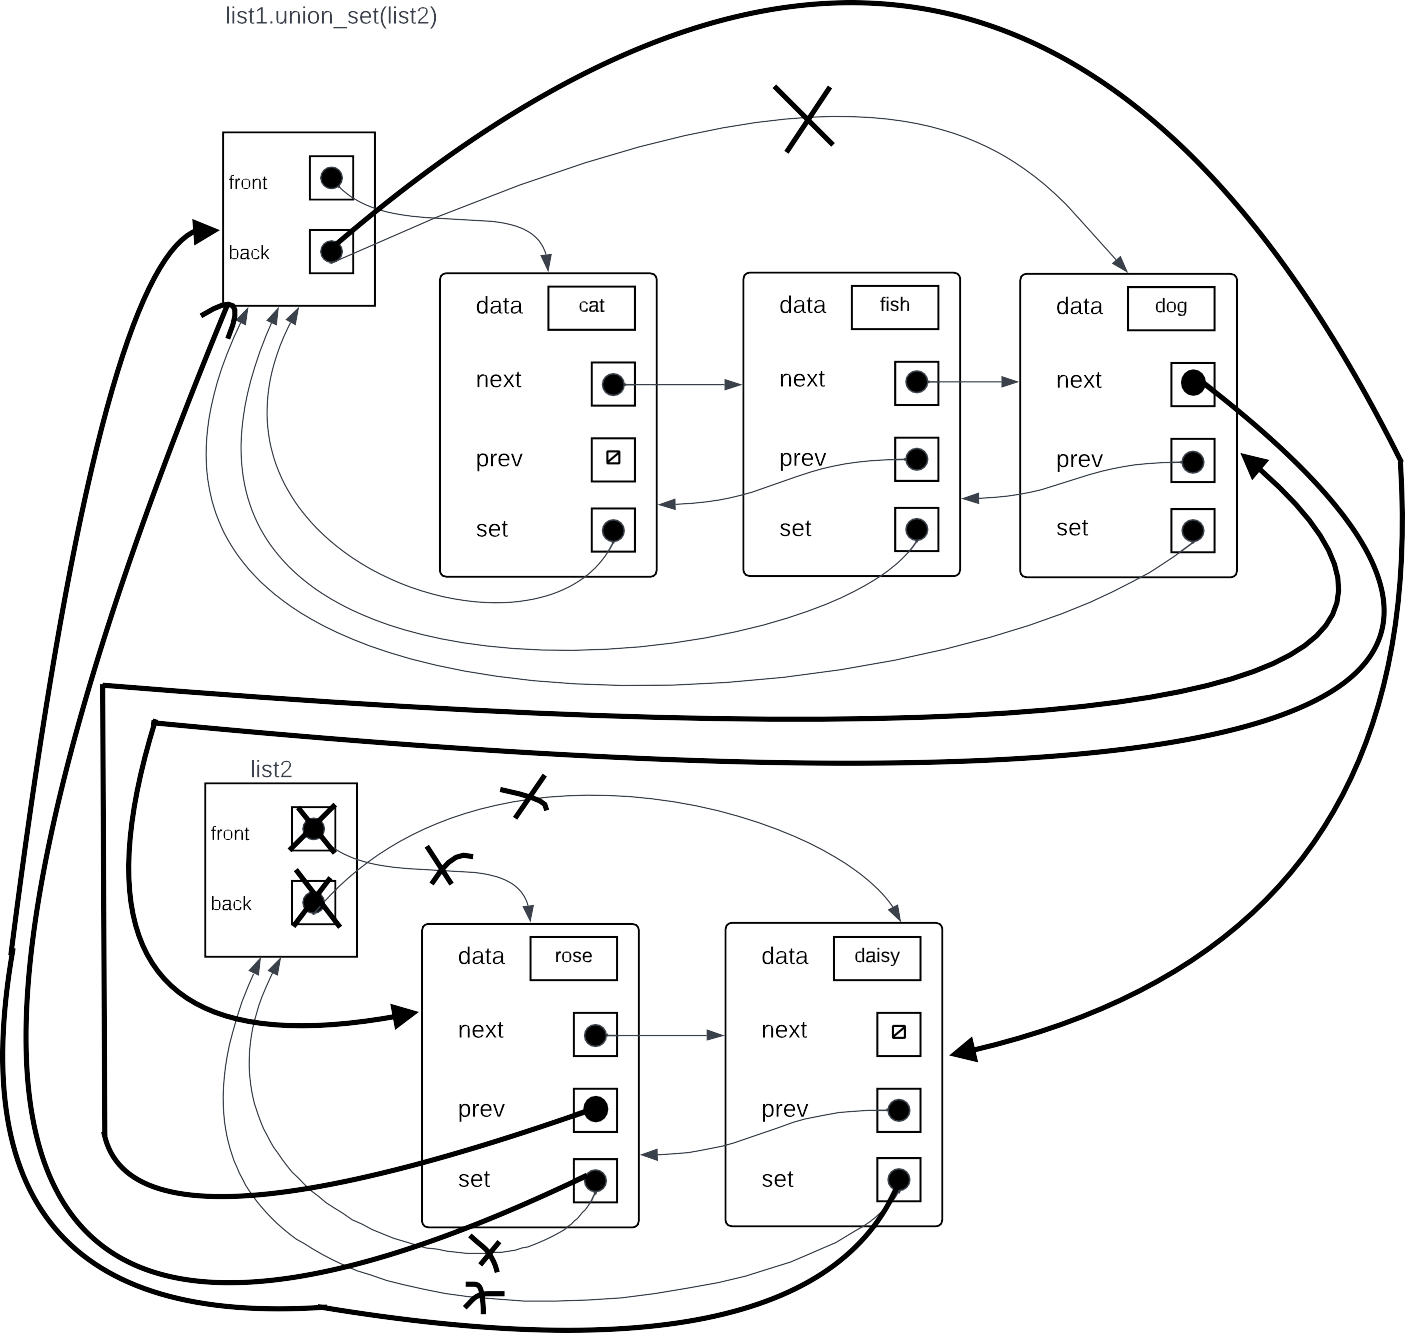 list1.union_set(list2)
front
back
data cat
next
prev
set
data fish
next
prev
set
data dog
next
prev
set
list2
front
back
data rose
next
prev
set
data daisy
next
prev
set